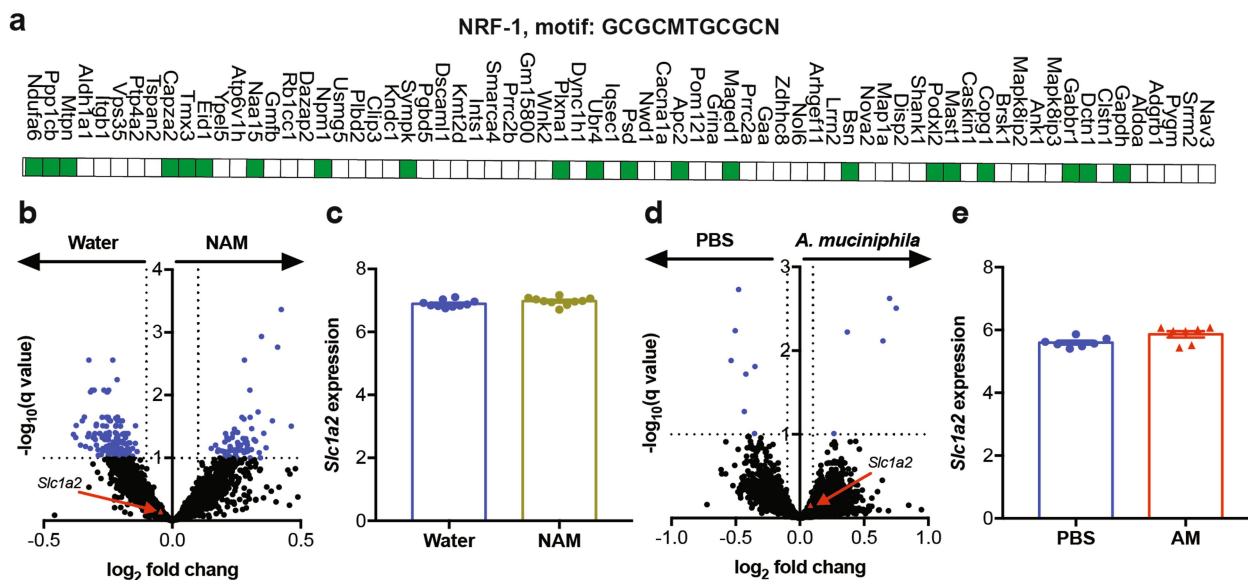 a
NRF-1, motif: GCGCMTGCGCN
Ndufa6
Ppp1cb
Mtpn
Aldh1a1
Itgb1
Vps35
Ptp4a2
Tspan2
Capza2
Tmx3
Eid1
Ypel5
Atp6v1h
Naa15
Gmfb
Rb1cc1
Dazap2
Npm1
Usmg5
Plbd2
Clip3
Kndc1
Sympk
Pgbd5
Dscaml1
Kmt2d
Ints1
Smarca4
Prrc2b
Gm15800
Wnk2
Plxna1
Dync1h1
Ubr4
Iqsec1
Psd
Nwd1
Cacna1a
Apc2
Pom121
Grina
Maged1
Prrc2a
Gaa
Zdhhc8
Nol6
Arhgef11
Lrrn2
Bsn
Nova2
Map1a
Disp2
Shank1
Podxl2
Mast1
Caskin1
Copg1
Brsk1
Mapk8ip2
Ank1
Mapk8ip3
Gabbr1
Dctn1
Clstn1
Gapdh
Aldoa
Adgrb1
Pygm
Srrm2
Nav3
b
Water
NAM
-log10(q value)
4
3
2
1
Slc1a2
-0.5
0.0
0.5
log2 fold chang
c
Slc1a2 expression
8
6
4
2
0
Water
NAM
d
PBS
A. muciniphila
-log10(q value)
3
2
1
Slc1a2
-1.0
-0.5
0.0
0.5
1.0
log2 fold chang
e
Slc1a2 expression
8
6
4
2
0
PBS
AM